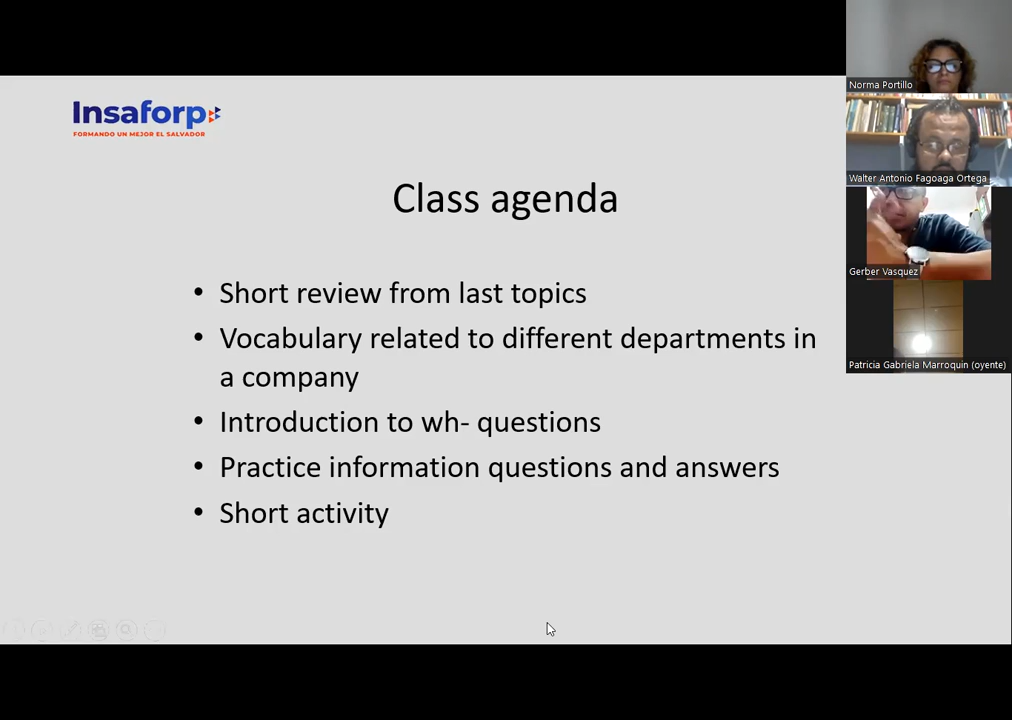 Insaforp
FORMANDO UN MEJOR EL SALVADOR
Class agenda
• Short review from last topics
• Vocabulary related to different departments in
a company
• Introduction to wh- questions
• Practice information questions and answers
• Short activity
Norma Portillo
Walter Antonio Fagoaga Ortega
Gerber Vasquez
Patricia Gabriela Marroquin (oyente)